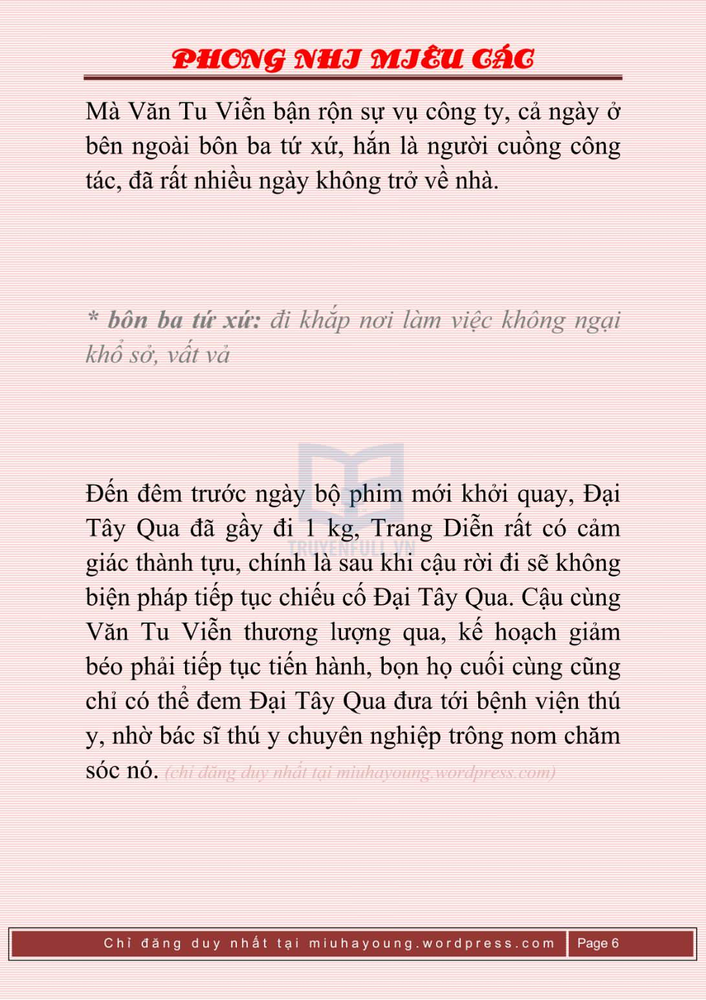 PHONG NHI MIÊU CÁC
Mà Văn Tu Viễn bận rộn sự vụ công ty, cả ngày ở
bên ngoài bôn ba tứ xứ, hắn là người cuồng công
tác, đã rất nhiều ngày không trở về nhà.
* bôn ba tứ xứ: đi khắp nơi làm việc không ngại
khổ sở, vất vả
Đến đêm trước ngày bộ phim mới khởi quay, Đại
Tây Qua đã gầy đi 1 kg, Trang Diễn rất có cảm
TRUYENFULL.VN
giác thành tựu, chính là sau khi cậu rời đi sẽ không
biện pháp tiếp tục chiếu cố Đại Tây Qua. Cậu cùng
Văn Tu Viễn thương lượng qua, kế hoạch giảm
béo phải tiếp tục tiến hành, bọn họ cuối cùng cũng
chỉ có thể đem Đại Tây Qua đưa tới bệnh viện thú
y, nhờ bác sĩ thú y chuyên nghiệp trông nom chăm
sóc nó. (chỉ đăng duy nhất tại miuhayoung.wordpress.com)
Chỉ đăng duy nhất tại miuhayoung.wordpress.com Page 6